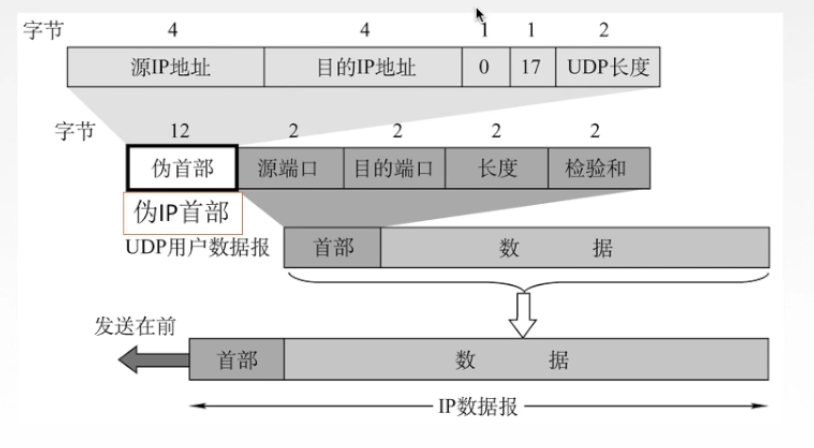 字节 4 4 1 1 2
源IP地址 目的IP地址 0 17 UDP长度
字节 12 2 2 2 2
伪首部 源端口 目的端口 长度 检验和
伪IP首部
UDP用户数据报 首部 数 据
发送在前
首部 数 据
IP数据报